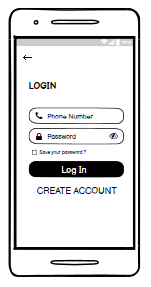 LOGIN
Phone Number
Password
Save your password?
Log In
CREATE ACCOUNT